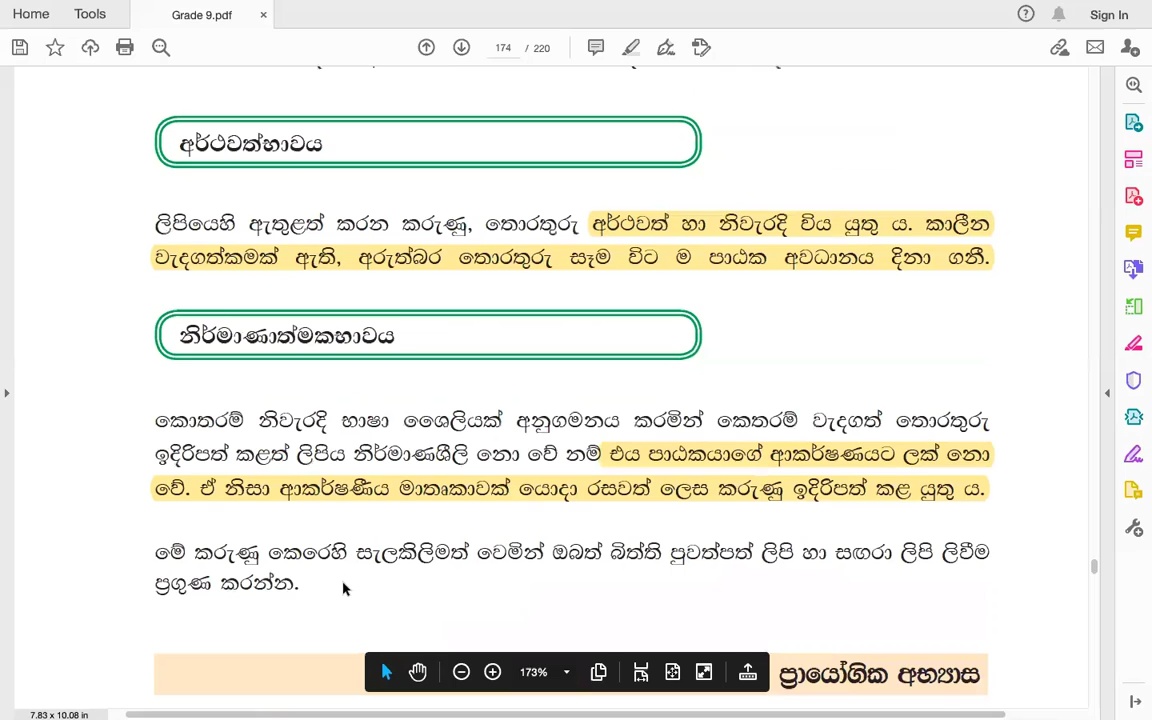 Home Tools Grade 9.pdf × Sign In
174 / 220
අර්ථවත්භාවය
ලිපියෙහි ඇතුළත් කරන කරුණු, තොරතුරු අර්ථවත් හා නිවැරදි විය යුතු ය. කාලීන
වැදගත්කමක් ඇති, අරුත්බර තොරතුරු සෑම විට ම පාඨක අවධානය දිනා ගනී.
නිර්මාණාත්මකභාවය
කොතරම් නිවැරදි භාෂා ශෛලියක් අනුගමනය කරමින් කෙතරම් වැදගත් තොරතුරු
ඉදිරිපත් කළත් ලිපිය නිර්මාණශීලි නො වේ නම් එය පාඨකයාගේ ආකර්ෂණයට ලක් නො
වේ. ඒ නිසා ආකර්ෂණීය මාතෘකාවක් යොදා රසවත් ලෙස කරුණු ඉදිරිපත් කළ යුතු ය.
මේ කරුණු කෙරෙහි සැලකිලිමත් වෙමින් ඔබත් බිත්ති පුවත්පත් ලිපි හා සඟරා ලිපි ලිවීම
ප්‍රගුණ කරන්න.
173%
ප්‍රායෝගික අභ්‍යාස
7.83 x 10.08 in